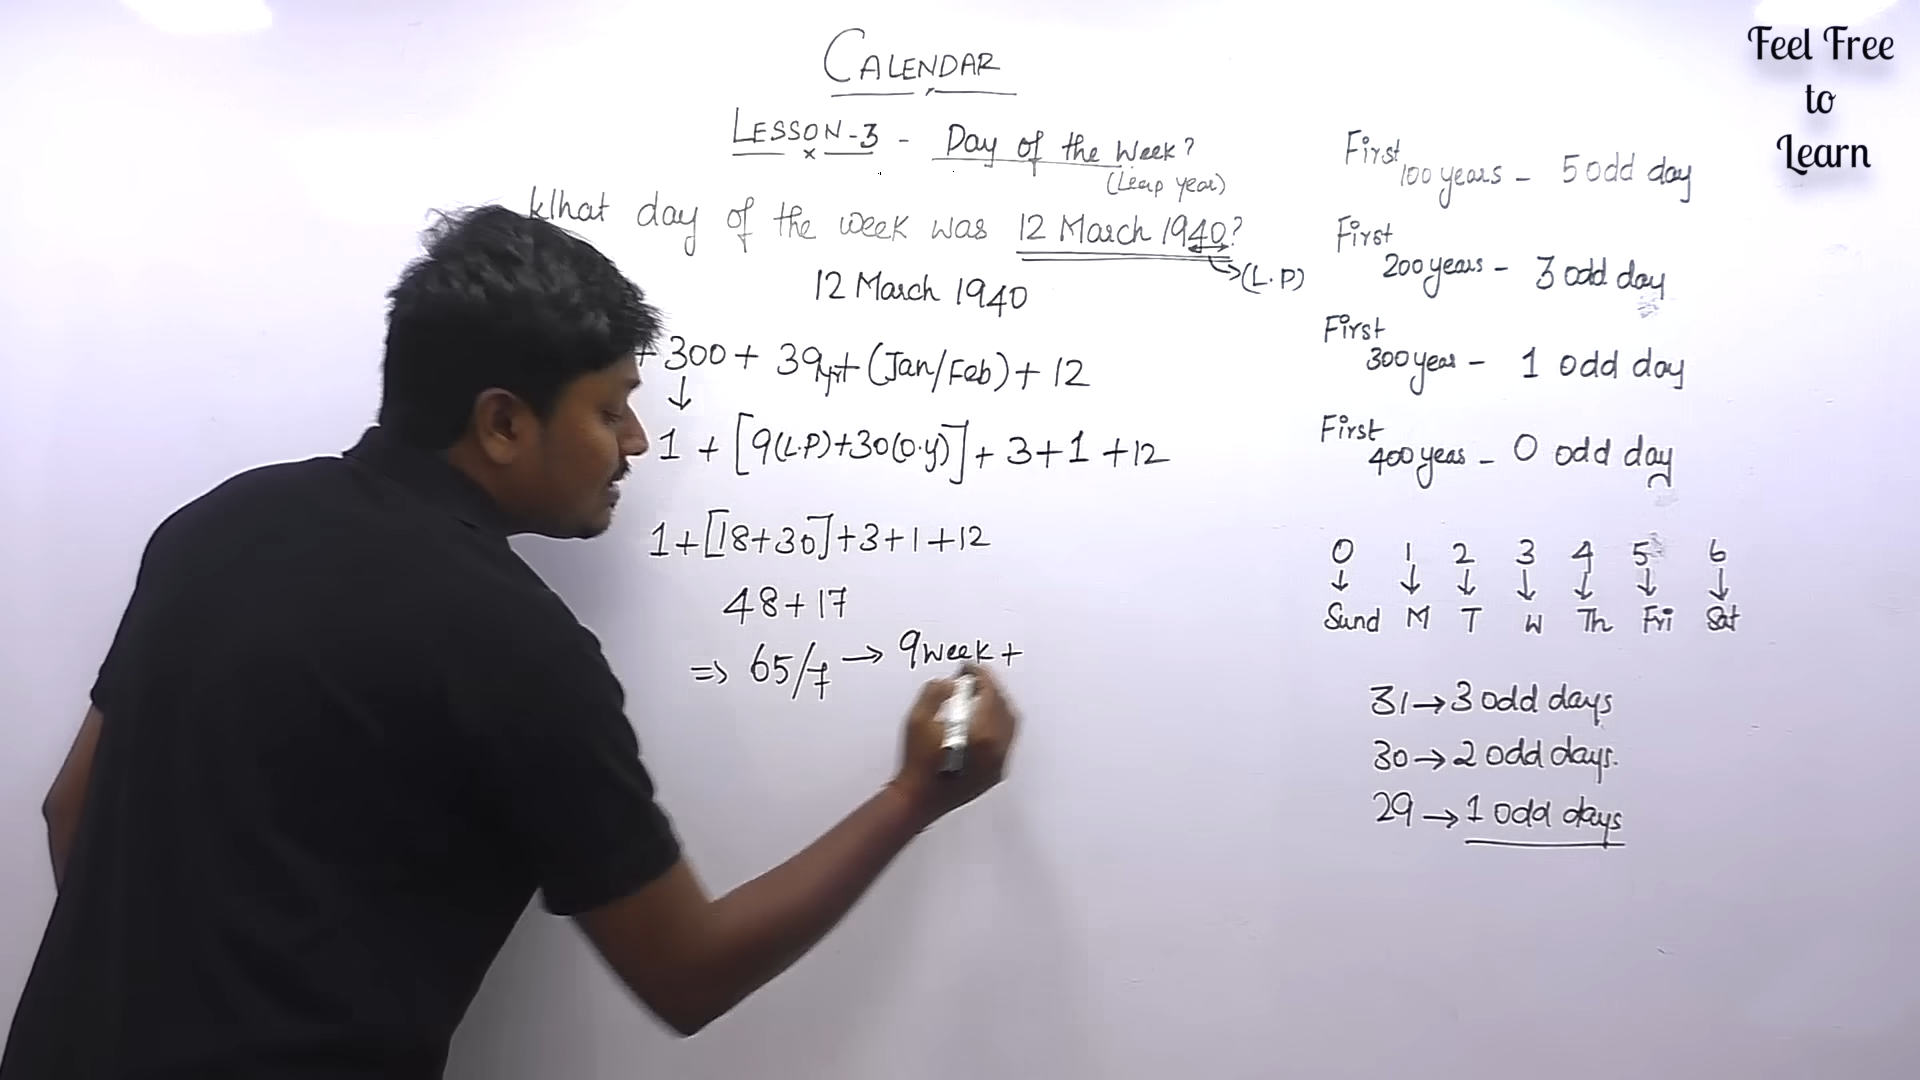 CALENDAR
LESSON-3 - Day of the Week?
(Leap year)
What day of the week was 12 March 1940?
(L.P)
12 March 1940
+ 300 + 39yr + (Jan/Feb) + 12
1 + [9(L.P)+30(O.y)] + 3+1 +12
1+[18+30]+3+1+12
48+17
=> 65/7 → 9week +
Feel Free
to
Learn
First
100 years - 5 odd day
First
200 years - 3 odd day
First
300 year - 1 odd day
First
400 yeas - 0 odd day
0 1 2 3 4 5 6
↓ ↓ ↓ ↓ ↓ ↓ ↓
Sund M T W Th Fri Sat
31 → 3 odd days
30 → 2 odd days.
29 → 1 odd days